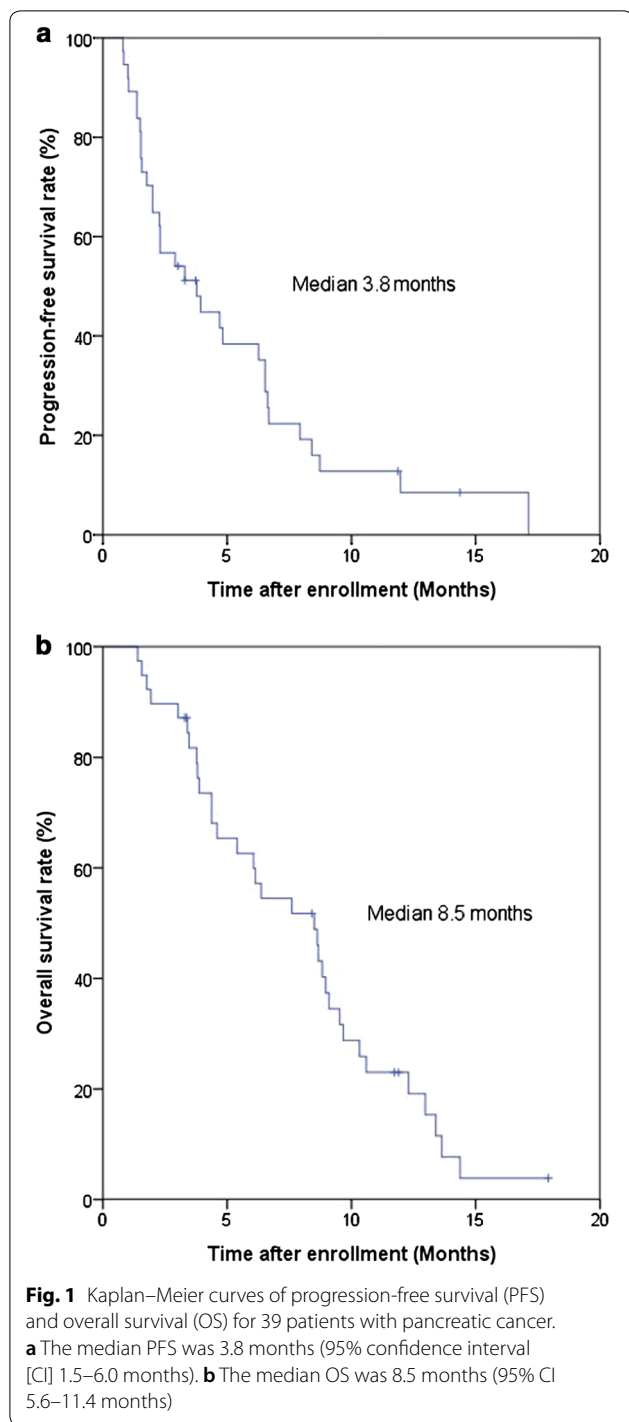 a
100
80
60
40
20
0
Progression-free survival rate (%)
Median 3.8 months
0 5 10 15 20
Time after enrollment (Months)
b
100
80
60
40
20
0
Overall survival rate (%)
Median 8.5 months
0 5 10 15 20
Time after enrollment (Months)
Fig. 1 Kaplan–Meier curves of progression-free survival (PFS)
and overall survival (OS) for 39 patients with pancreatic cancer.
a The median PFS was 3.8 months (95% confidence interval
[CI] 1.5–6.0 months). b The median OS was 8.5 months (95% CI
5.6–11.4 months)